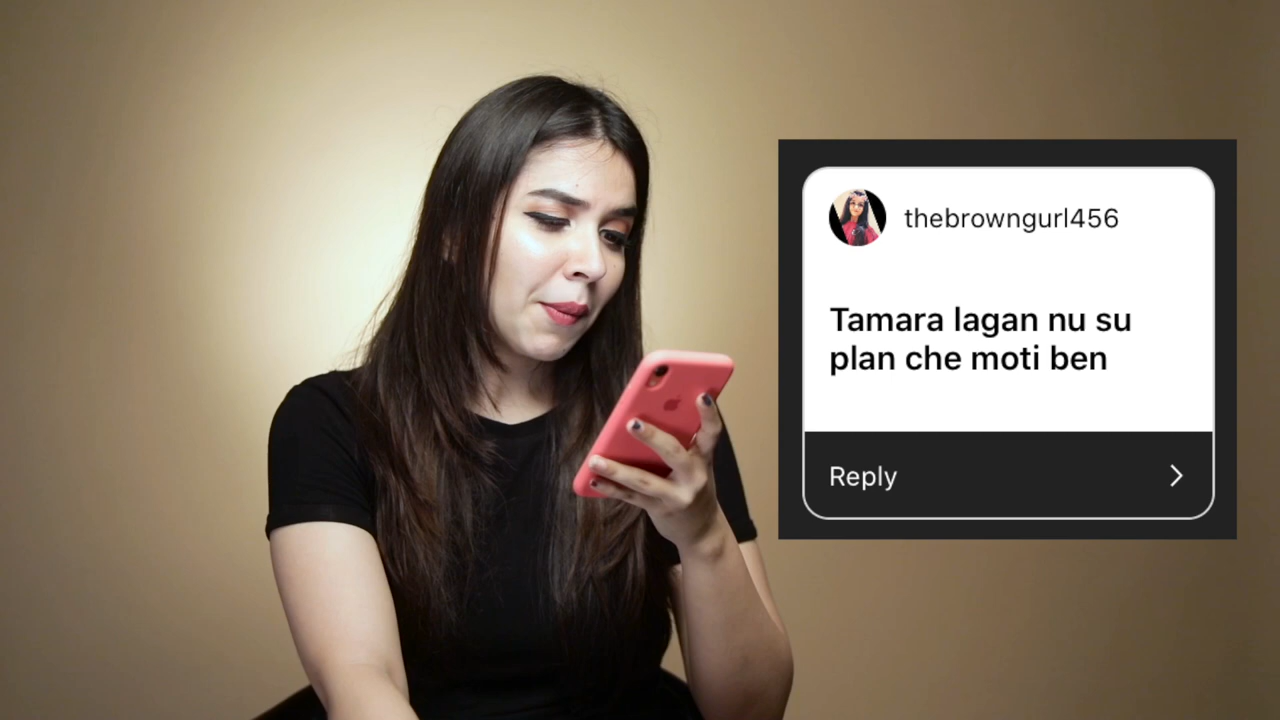 thebrowngurl456
Tamara lagan nu su
plan che moti ben
Reply